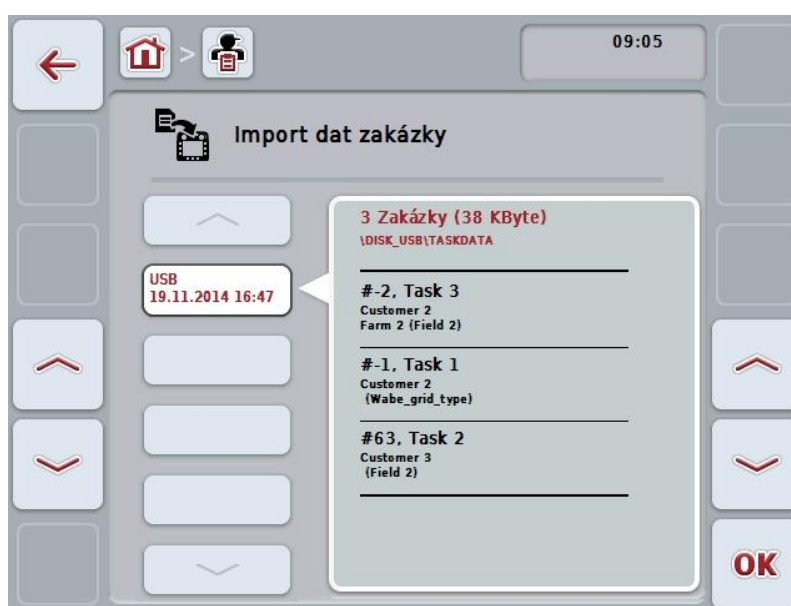 >
09:05
Import dat zakázky
USB
19.11.2014 16:47
3 Zakázky (38 KByte)
\DISK_USB\TASKDATA
#-2, Task 3
Customer 2
Farm 2 (Field 2)
#-1, Task 1
Customer 2
(Wabe_grid_type)
#63, Task 2
Customer 3
(Field 2)
OK